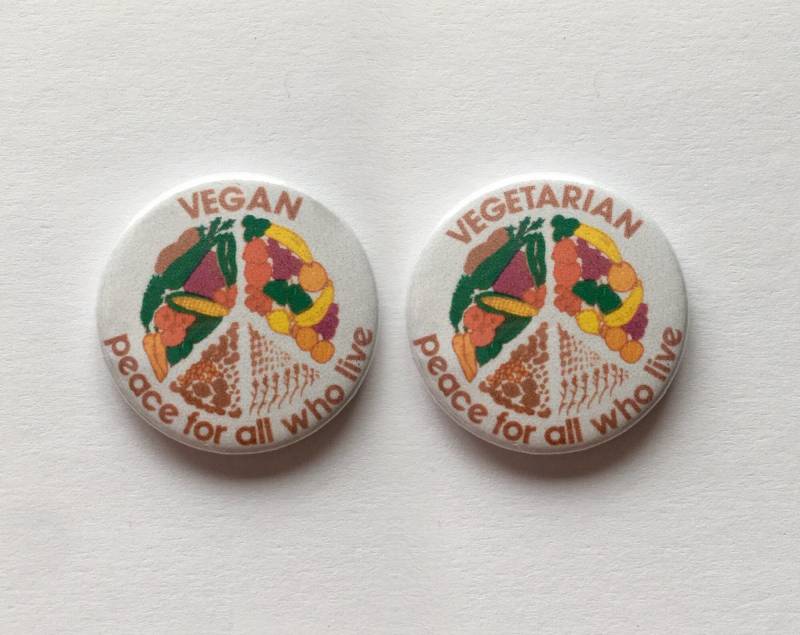 VEGAN
peace for all who live
VEGETARIAN
peace for all who live